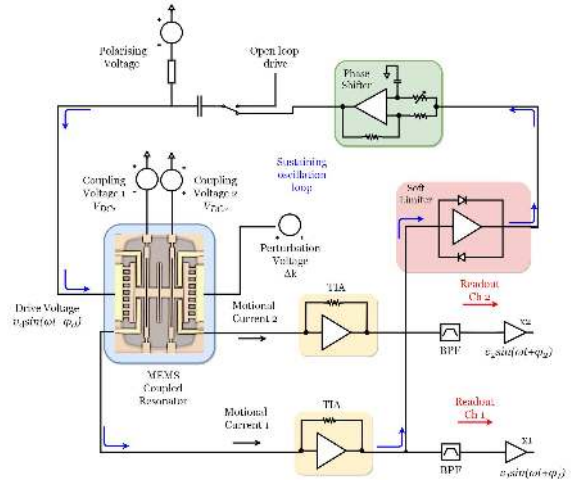 Polarising
Voltage
Open loop
drive
Phase
Shifter
Sustaining
oscillation
loop
Coupling
Voltage 1
Coupling
Voltage 2
Soft
Limiter
Perturbation
Voltage
Δk
Drive Voltage
Motional
Current 2
TIA
Readout
Ch 2
x2
BPF
MEMS
Coupled
Resonator
Motional
Current 1
TIA
Readout
Ch 1
x1
BPF